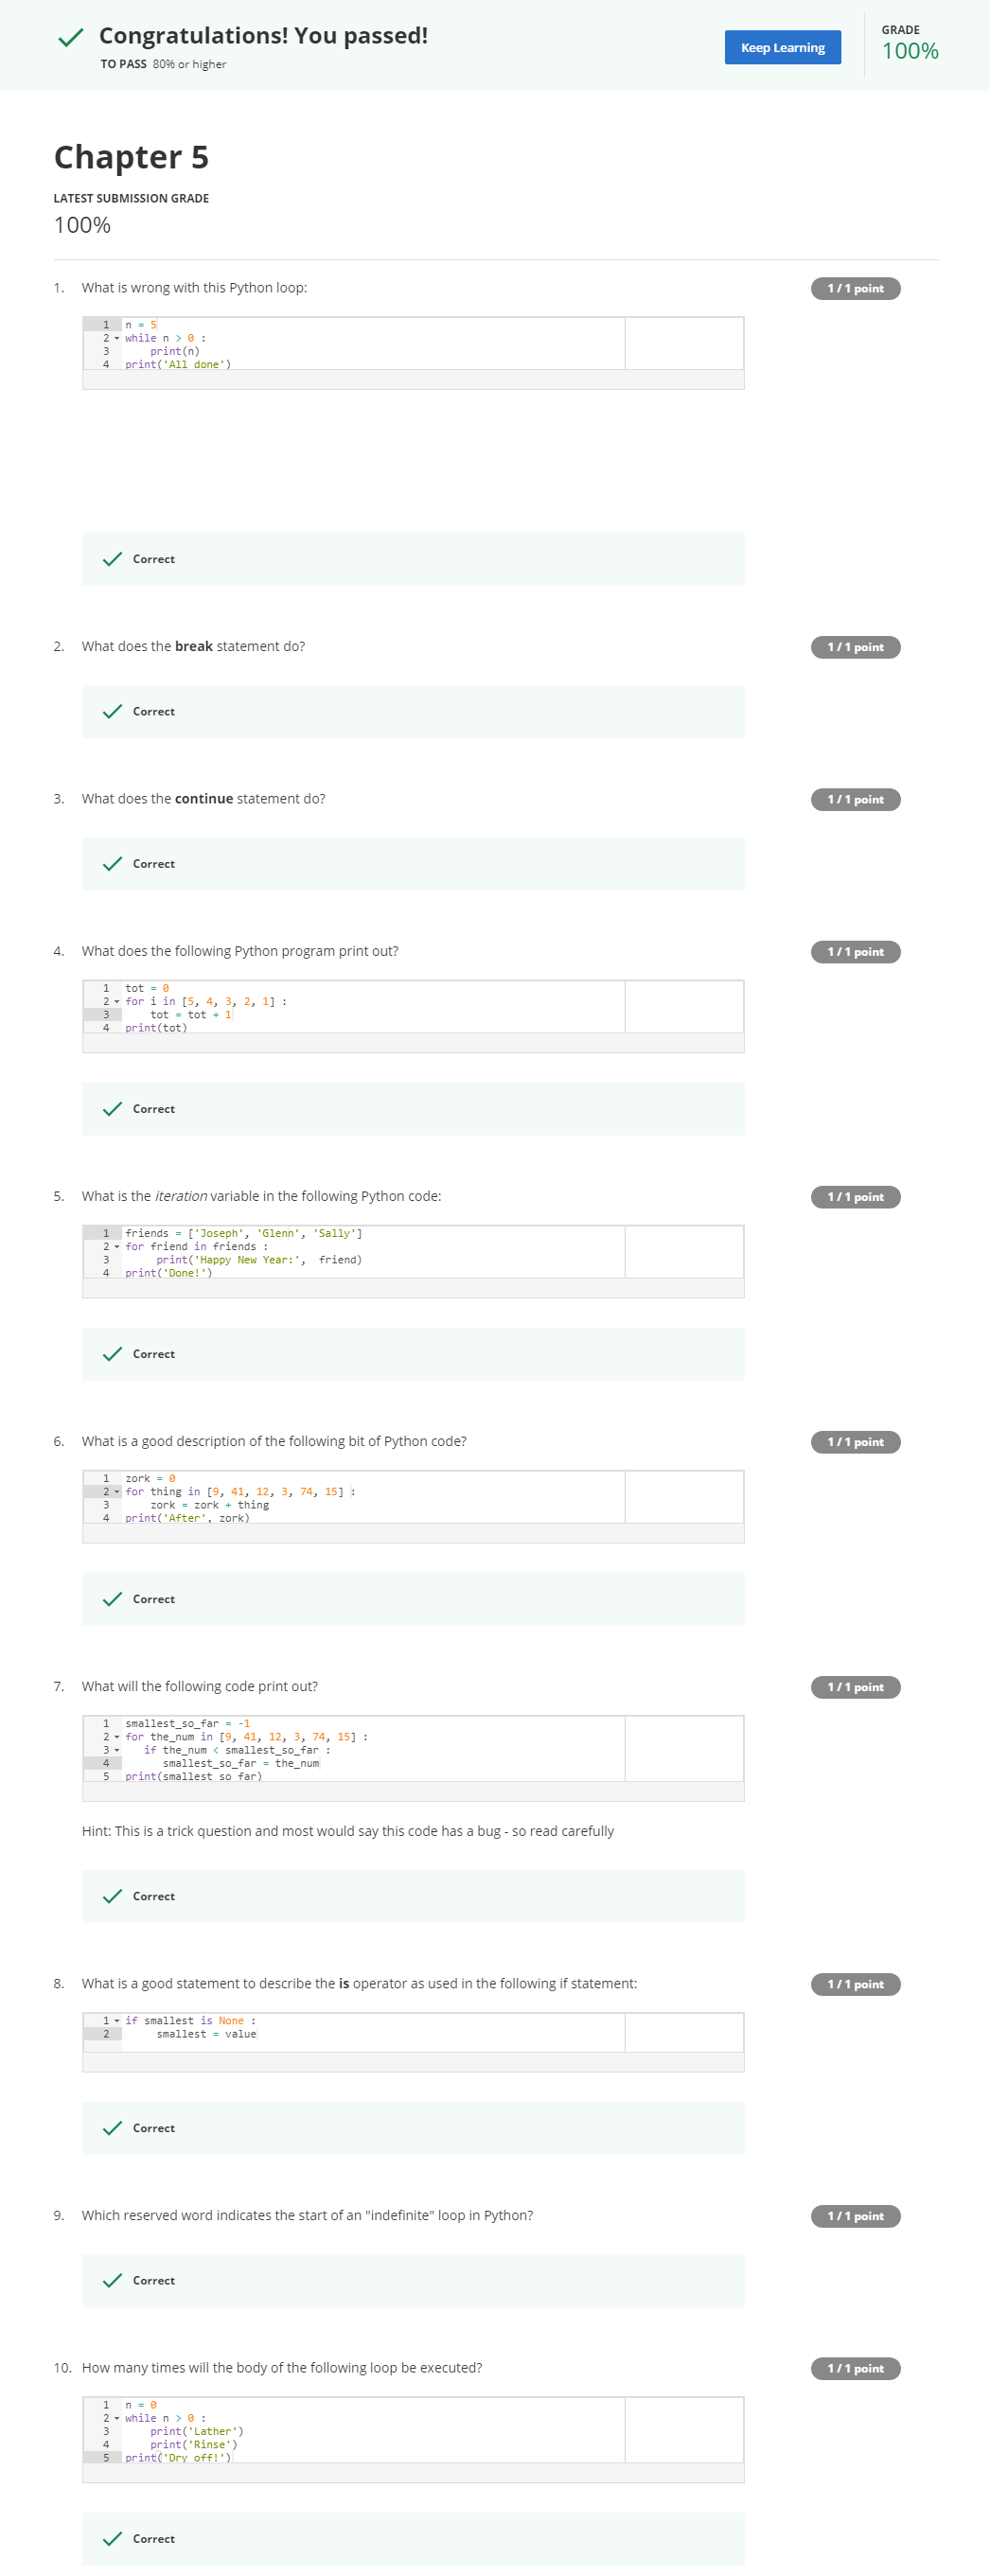 Congratulations! You passed!
TO PASS 80% or higher
Keep Learning
GRADE
100%
Chapter 5
LATEST SUBMISSION GRADE
100%
1. What is wrong with this Python loop:
1 / 1 point
1 n = 5
2 while n > 0 :
3     print(n)
4 print('All done')
Correct
2. What does the break statement do?
1 / 1 point
Correct
3. What does the continue statement do?
1 / 1 point
Correct
4. What does the following Python program print out?
1 / 1 point
1 tot = 0
2 for i in [5, 4, 3, 2, 1] :
3     tot = tot + 1
4 print(tot)
Correct
5. What is the iteration variable in the following Python code:
1 / 1 point
1 friends = ['Joseph', 'Glenn', 'Sally']
2 for friend in friends :
3      print('Happy New Year:',  friend)
4 print('Done!')
Correct
6. What is a good description of the following bit of Python code?
1 / 1 point
1 zork = 0
2 for thing in [9, 41, 12, 3, 74, 15] :
3     zork = zork + thing
4 print('After', zork)
Correct
7. What will the following code print out?
1 / 1 point
1 smallest_so_far = -1
2 for the_num in [9, 41, 12, 3, 74, 15] :
3    if the_num < smallest_so_far :
4       smallest_so_far = the_num
5 print(smallest_so_far)
Hint: This is a trick question and most would say this code has a bug - so read carefully
Correct
8. What is a good statement to describe the is operator as used in the following if statement:
1 / 1 point
1 if smallest is None :
2      smallest = value
Correct
9. Which reserved word indicates the start of an "indefinite" loop in Python?
1 / 1 point
Correct
10. How many times will the body of the following loop be executed?
1 / 1 point
1 n = 0
2 while n > 0 :
3     print('Lather')
4     print('Rinse')
5 print('Dry off!')
Correct